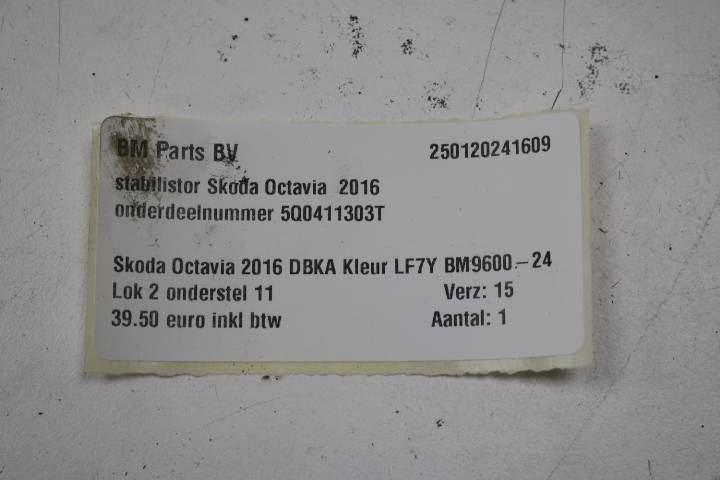 BM Parts BV 250120241609
stabilistor Skoda Octavia 2016
onderdeelnummer 5Q0411303T
Skoda Octavia 2016 DBKA Kleur LF7Y BM9600-24
Lok 2 onderstel 11 Verz: 15
39.50 euro inkl btw Aantal: 1